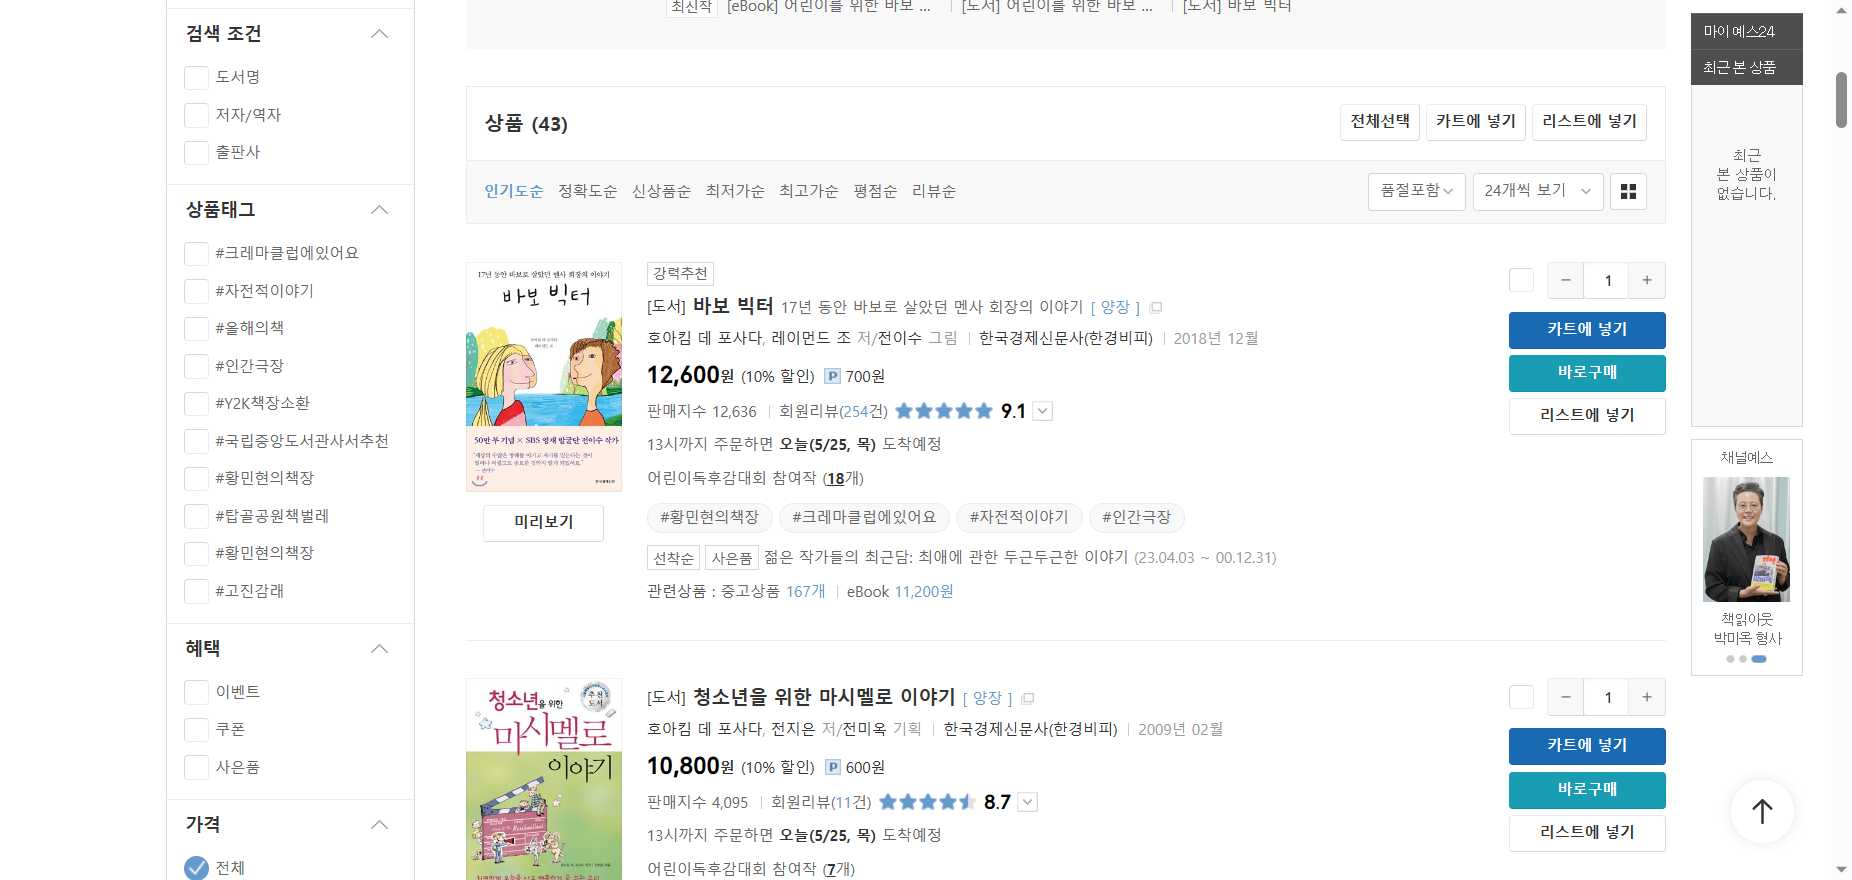 최신작 [eBook] 어린이를 위한 바보 ... [도서] 어린이를 위한 바보 ... [도서] 바보 빅터
검색 조건
도서명
저자/역자
출판사
상품태그
#크레마클럽에있어요
#자전적이야기
#올해의책
#인간극장
#Y2K책장소환
#국립중앙도서관사서추천
#황민현의책장
#탑골공원책벌레
#황민현의책장
#고진감래
혜택
이벤트
쿠폰
사은품
가격
전체
상품 (43)
전체선택 카트에 넣기 리스트에 넣기
인기도순 정확도순 신상품순 최저가순 최고가순 평점순 리뷰순
품절포함 24개씩 보기
17년 동안 바보로 살았던 멘사 회장의 이야기
바보 빅터
50만 부 기념 × SBS 영재 발굴단 전이수 작가
미리보기
강력추천
[도서] 바보 빅터 17년 동안 바보로 살았던 멘사 회장의 이야기 [ 양장 ]
호아킴 데 포사다, 레이먼드 조 저/전이수 그림 한국경제신문사(한경비피) 2018년 12월
12,600원 (10% 할인) P 700원
판매지수 12,636 회원리뷰(254건) 9.1
13시까지 주문하면 오늘(5/25, 목) 도착예정
어린이독후감대회 참여작 (18개)
#황민현의책장 #크레마클럽에있어요 #자전적이야기 #인간극장
선착순 사은품 젊은 작가들의 최근담: 최애에 관한 두근두근한 이야기 (23.04.03 ~ 00.12.31)
관련상품 : 중고상품 167개 eBook 11,200원
− 1 +
카트에 넣기
바로구매
리스트에 넣기
청소년을 위한
마시멜로
이야기
추천
도서
[도서] 청소년을 위한 마시멜로 이야기 [ 양장 ]
호아킴 데 포사다, 전지은 저/전미옥 기획 한국경제신문사(한경비피) 2009년 02월
10,800원 (10% 할인) P 600원
판매지수 4,095 회원리뷰(11건) 8.7
13시까지 주문하면 오늘(5/25, 목) 도착예정
어린이독후감대회 참여작 (7개)
− 1 +
카트에 넣기
바로구매
리스트에 넣기
마이 예스24
최근 본 상품
최근
본 상품이
없습니다.
채널예스
책읽아웃
박미옥 형사